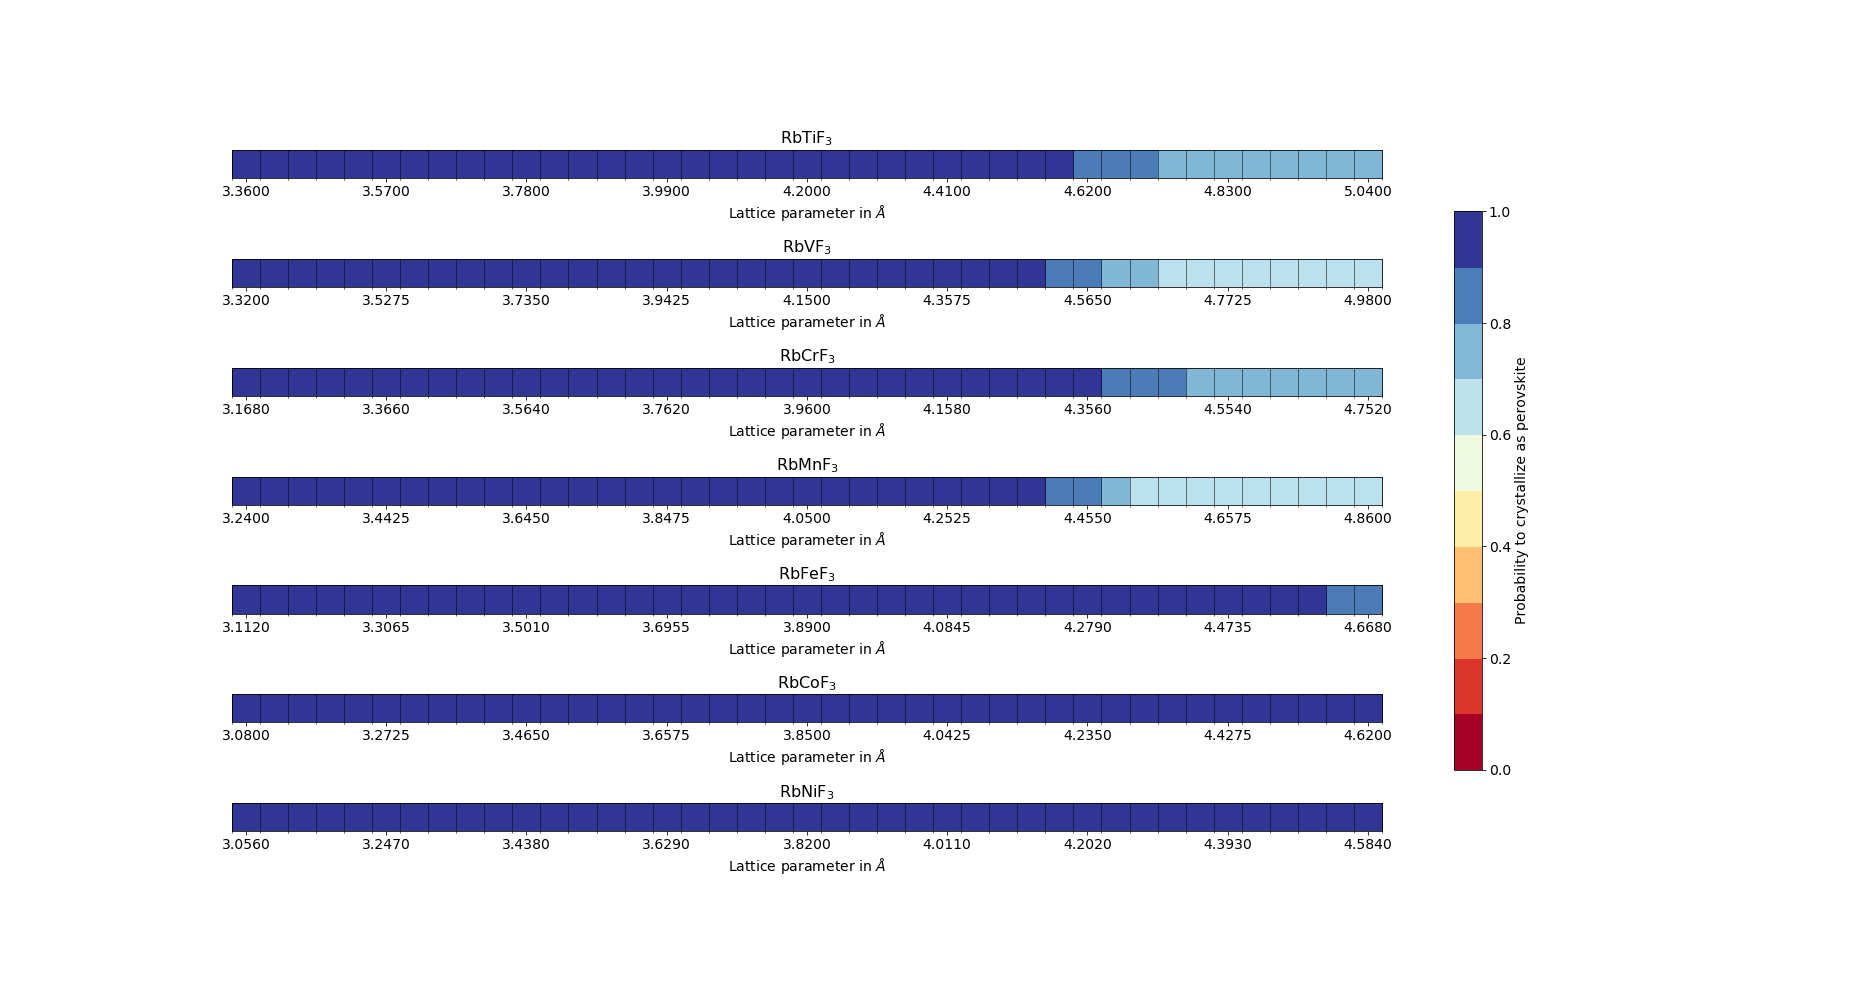 RbTiF₃
3.3600 3.5700 3.7800 3.9900 4.2000 4.4100 4.6200 4.8300 5.0400
Lattice parameter in Å
RbVF₃
3.3200 3.5275 3.7350 3.9425 4.1500 4.3575 4.5650 4.7725 4.9800
Lattice parameter in Å
RbCrF₃
3.1680 3.3660 3.5640 3.7620 3.9600 4.1580 4.3560 4.5540 4.7520
Lattice parameter in Å
RbMnF₃
3.2400 3.4425 3.6450 3.8475 4.0500 4.2525 4.4550 4.6575 4.8600
Lattice parameter in Å
RbFeF₃
3.1120 3.3065 3.5010 3.6955 3.8900 4.0845 4.2790 4.4735 4.6680
Lattice parameter in Å
RbCoF₃
3.0800 3.2725 3.4650 3.6575 3.8500 4.0425 4.2350 4.4275 4.6200
Lattice parameter in Å
RbNiF₃
3.0560 3.2470 3.4380 3.6290 3.8200 4.0110 4.2020 4.3930 4.5840
Lattice parameter in Å
1.0
0.8
0.6
0.4
0.2
0.0
Probability to crystallize as perovskite